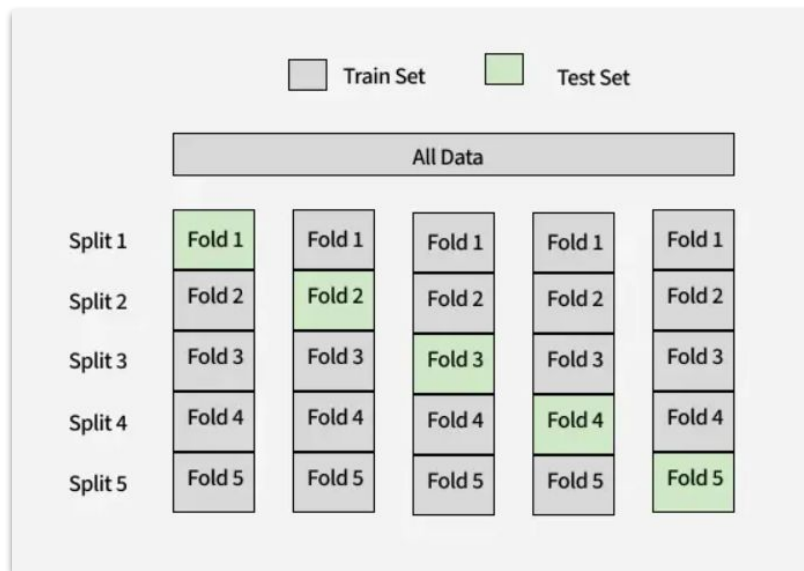 Train Set Test Set
All Data
Split 1 Fold 1 Fold 1 Fold 1 Fold 1 Fold 1
Split 2 Fold 2 Fold 2 Fold 2 Fold 2 Fold 2
Split 3 Fold 3 Fold 3 Fold 3 Fold 3 Fold 3
Split 4 Fold 4 Fold 4 Fold 4 Fold 4 Fold 4
Split 5 Fold 5 Fold 5 Fold 5 Fold 5 Fold 5